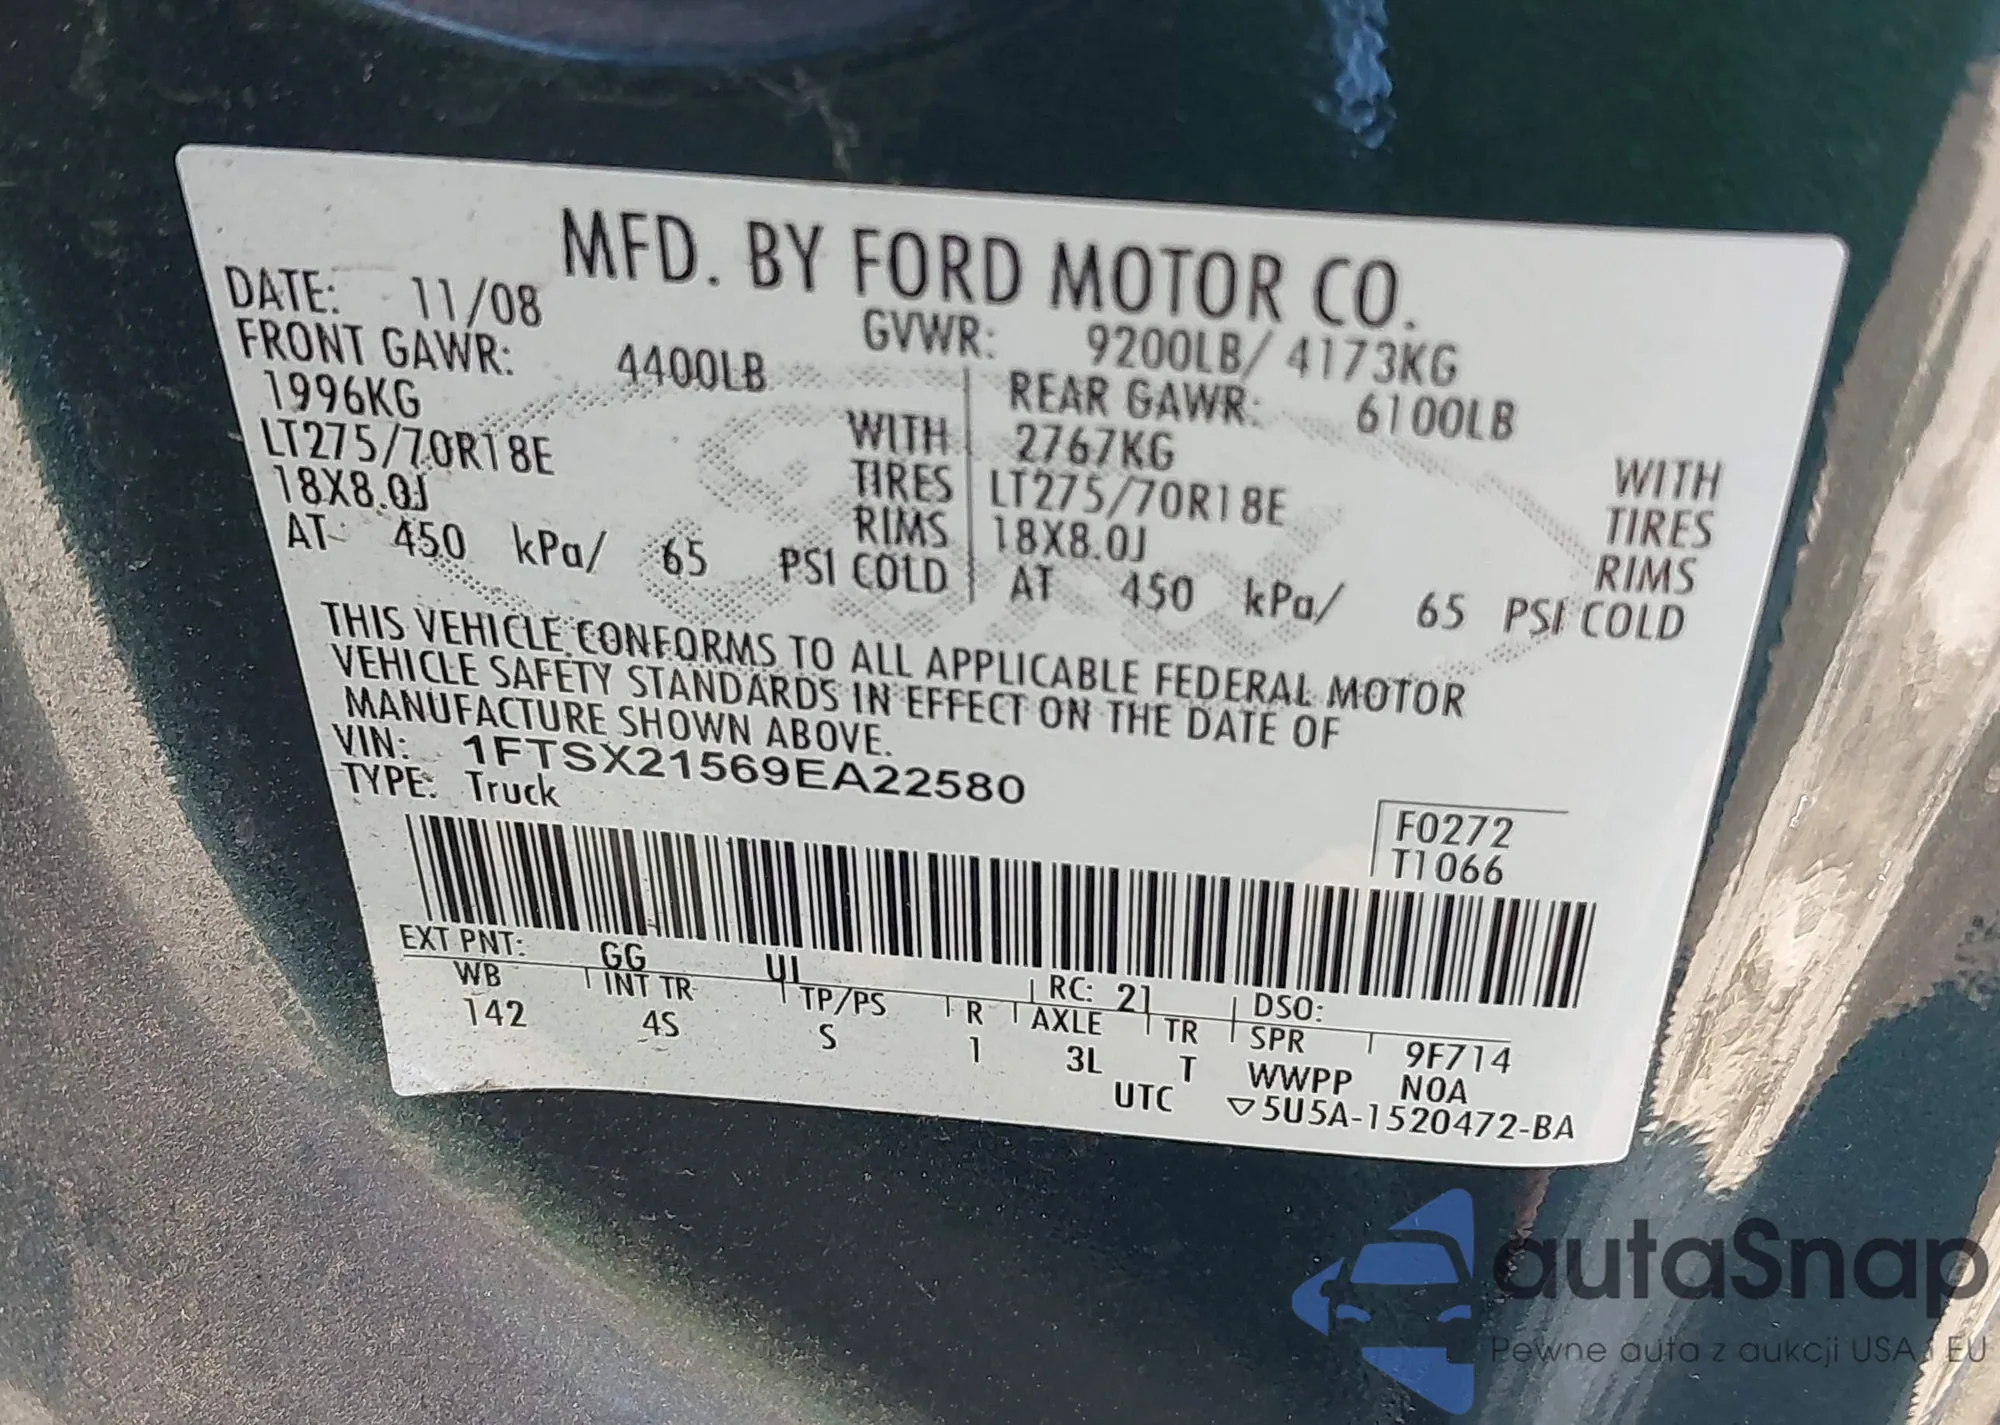 MFD. BY FORD MOTOR CO.
DATE: 11/08 GVWR: 9200LB/ 4173KG
FRONT GAWR: 4400LB REAR GAWR: 6100LB
1996KG WITH 2767KG WITH
LT275/70R18E TIRES LT275/70R18E TIRES
18X8.0J RIMS 18X8.0J RIMS
AT 450 kPa/ 65 PSI COLD AT 450 kPa/ 65 PSI COLD
THIS VEHICLE CONFORMS TO ALL APPLICABLE FEDERAL MOTOR
VEHICLE SAFETY STANDARDS IN EFFECT ON THE DATE OF
MANUFACTURE SHOWN ABOVE.
VIN: 1FTSX21569EA22580
TYPE: Truck
F0272
T1066
EXT PNT: GG UI RC: 21 DSO:
WB INT TR TP/PS R AXLE TR SPR 9F714
142 4S S 1 3L T WWPP N0A
UTC ▽5U5A-1520472-BA
autaSnap
Pewne auta z aukcji USA i EU